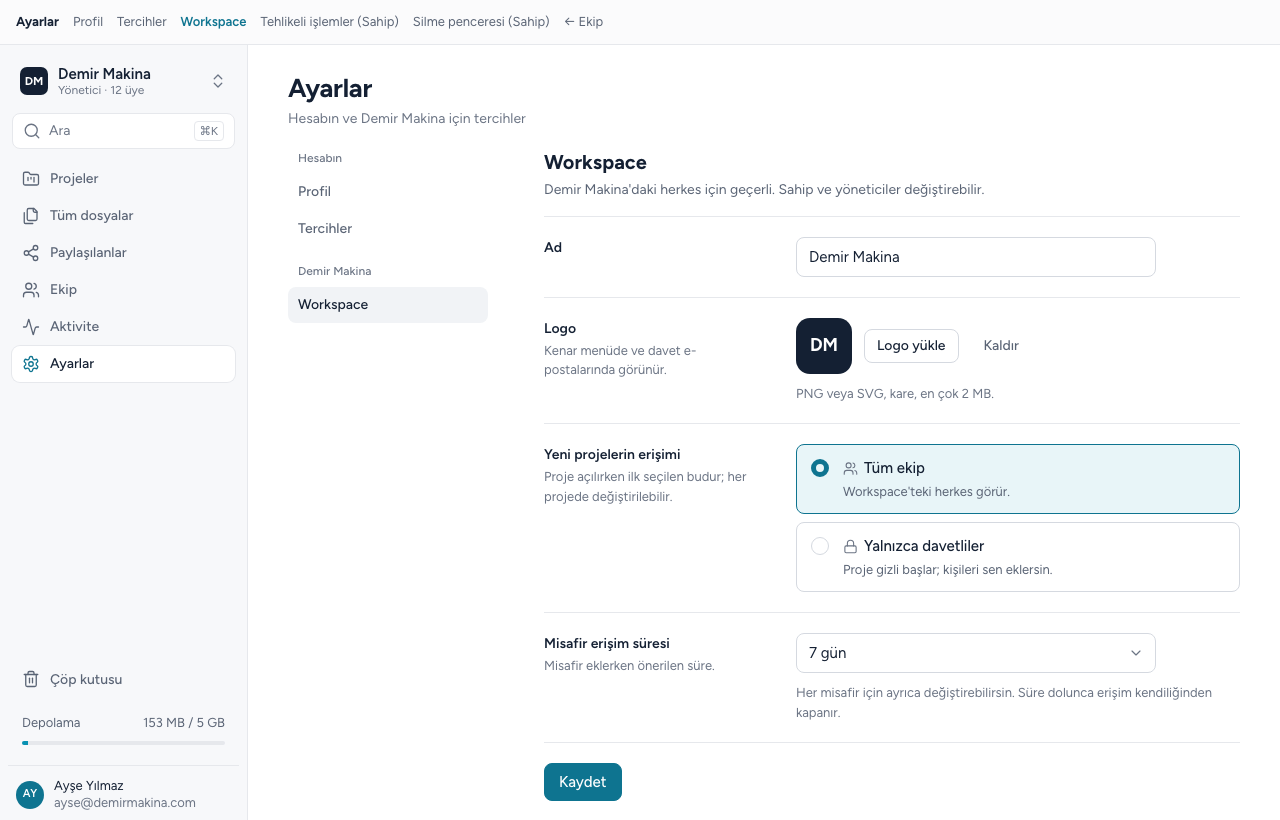 Ayarlar Profil Tercihler Workspace Tehlikeli işlemler (Sahip) Silme penceresi (Sahip) ← Ekip
DM
Demir Makina
Yönetici · 12 üye
Ara
⌘K
Projeler
Tüm dosyalar
Paylaşılanlar
Ekip
Aktivite
Ayarlar
Çöp kutusu
Depolama 153 MB / 5 GB
AY
Ayşe Yılmaz
ayse@demirmakina.com
Ayarlar
Hesabın ve Demir Makina için tercihler
Hesabın
Profil
Tercihler
Demir Makina
Workspace
Workspace
Demir Makina'daki herkes için geçerli. Sahip ve yöneticiler değiştirebilir.
Ad
Demir Makina
Logo
Kenar menüde ve davet e-
postalarında görünür.
DM
Logo yükle
Kaldır
PNG veya SVG, kare, en çok 2 MB.
Yeni projelerin erişimi
Proje açılırken ilk seçilen budur; her
projede değiştirilebilir.
Tüm ekip
Workspace'teki herkes görür.
Yalnızca davetliler
Proje gizli başlar; kişileri sen eklersin.
Misafir erişim süresi
Misafir eklerken önerilen süre.
7 gün
Her misafir için ayrıca değiştirebilirsin. Süre dolunca erişim kendiliğinden
kapanır.
Kaydet